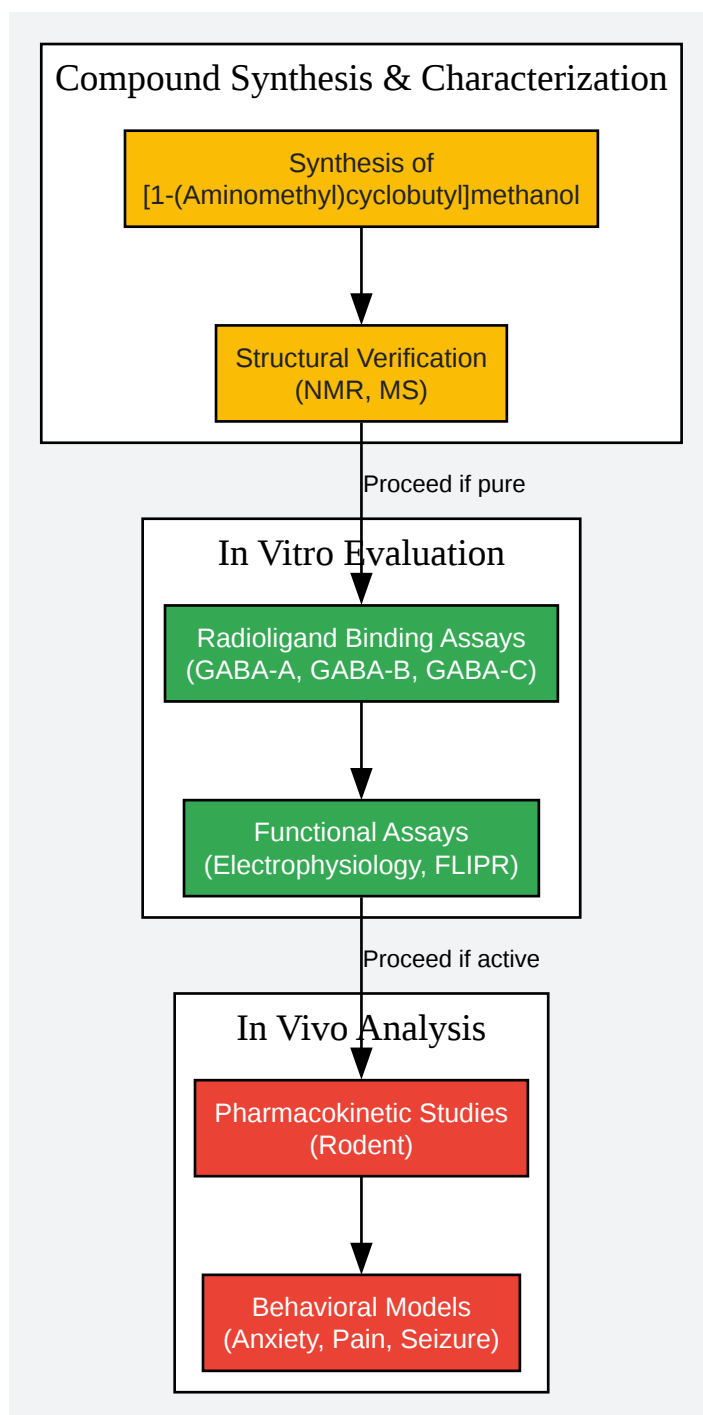 Compound Synthesis & Characterization
Synthesis of
[1-(Aminomethyl)cyclobutyl]methanol
Structural Verification
(NMR, MS)
Proceed if pure
In Vitro Evaluation
Radioligand Binding Assays
(GABA-A, GABA-B, GABA-C)
Functional Assays
(Electrophysiology, FLIPR)
Proceed if active
In Vivo Analysis
Pharmacokinetic Studies
(Rodent)
Behavioral Models
(Anxiety, Pain, Seizure)